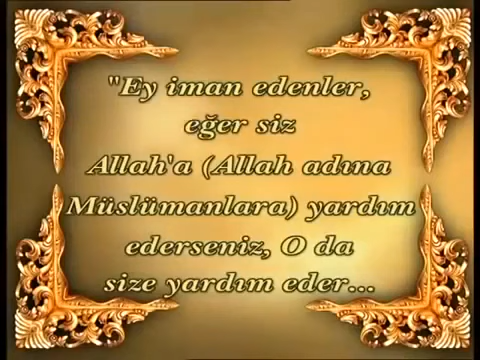 "Ey iman edenler,
eğer siz
Allah'a (Allah adına
Müslümanlara) yardım
ederseniz, O da
size yardım eder...